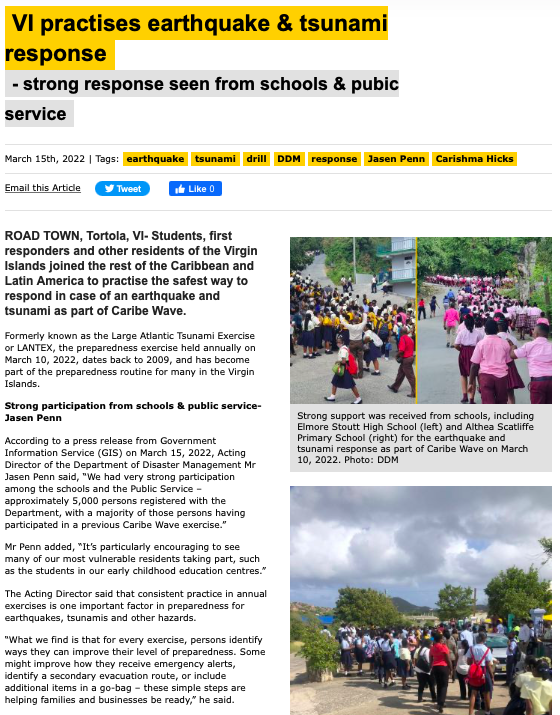 VI practises earthquake & tsunami
response
- strong response seen from schools & pubic
service
March 15th, 2022 | Tags: earthquake tsunami drill DDM response Jasen Penn Carishma Hicks
Email this Article Tweet Like 0
ROAD TOWN, Tortola, VI- Students, first
responders and other residents of the Virgin
Islands joined the rest of the Caribbean and
Latin America to practise the safest way to
respond in case of an earthquake and
tsunami as part of Caribe Wave.
Formerly known as the Large Atlantic Tsunami Exercise
or LANTEX, the preparedness exercise held annually on
March 10, 2022, dates back to 2009, and has become
part of the preparedness routine for many in the Virgin
Islands.
Strong participation from schools & public service-
Jasen Penn
According to a press release from Government
Information Service (GIS) on March 15, 2022, Acting
Director of the Department of Disaster Management Mr
Jasen Penn said, “We had very strong participation
among the schools and the Public Service –
approximately 5,000 persons registered with the
Department, with a majority of those persons having
participated in a previous Caribe Wave exercise.”
Mr Penn added, “It’s particularly encouraging to see
many of our most vulnerable residents taking part, such
as the students in our early childhood education centres.”
The Acting Director said that consistent practice in annual
exercises is one important factor in preparedness for
earthquakes, tsunamis and other hazards.
“What we find is that for every exercise, persons identify
ways they can improve their level of preparedness. Some
might improve how they receive emergency alerts,
identify a secondary evacuation route, or include
additional items in a go-bag – these simple steps are
helping families and businesses be ready,” he said.
Strong support was received from schools, including
Elmore Stoutt High School (left) and Althea Scatliffe
Primary School (right) for the earthquake and
tsunami response as part of Caribe Wave on March
10, 2022. Photo: DDM